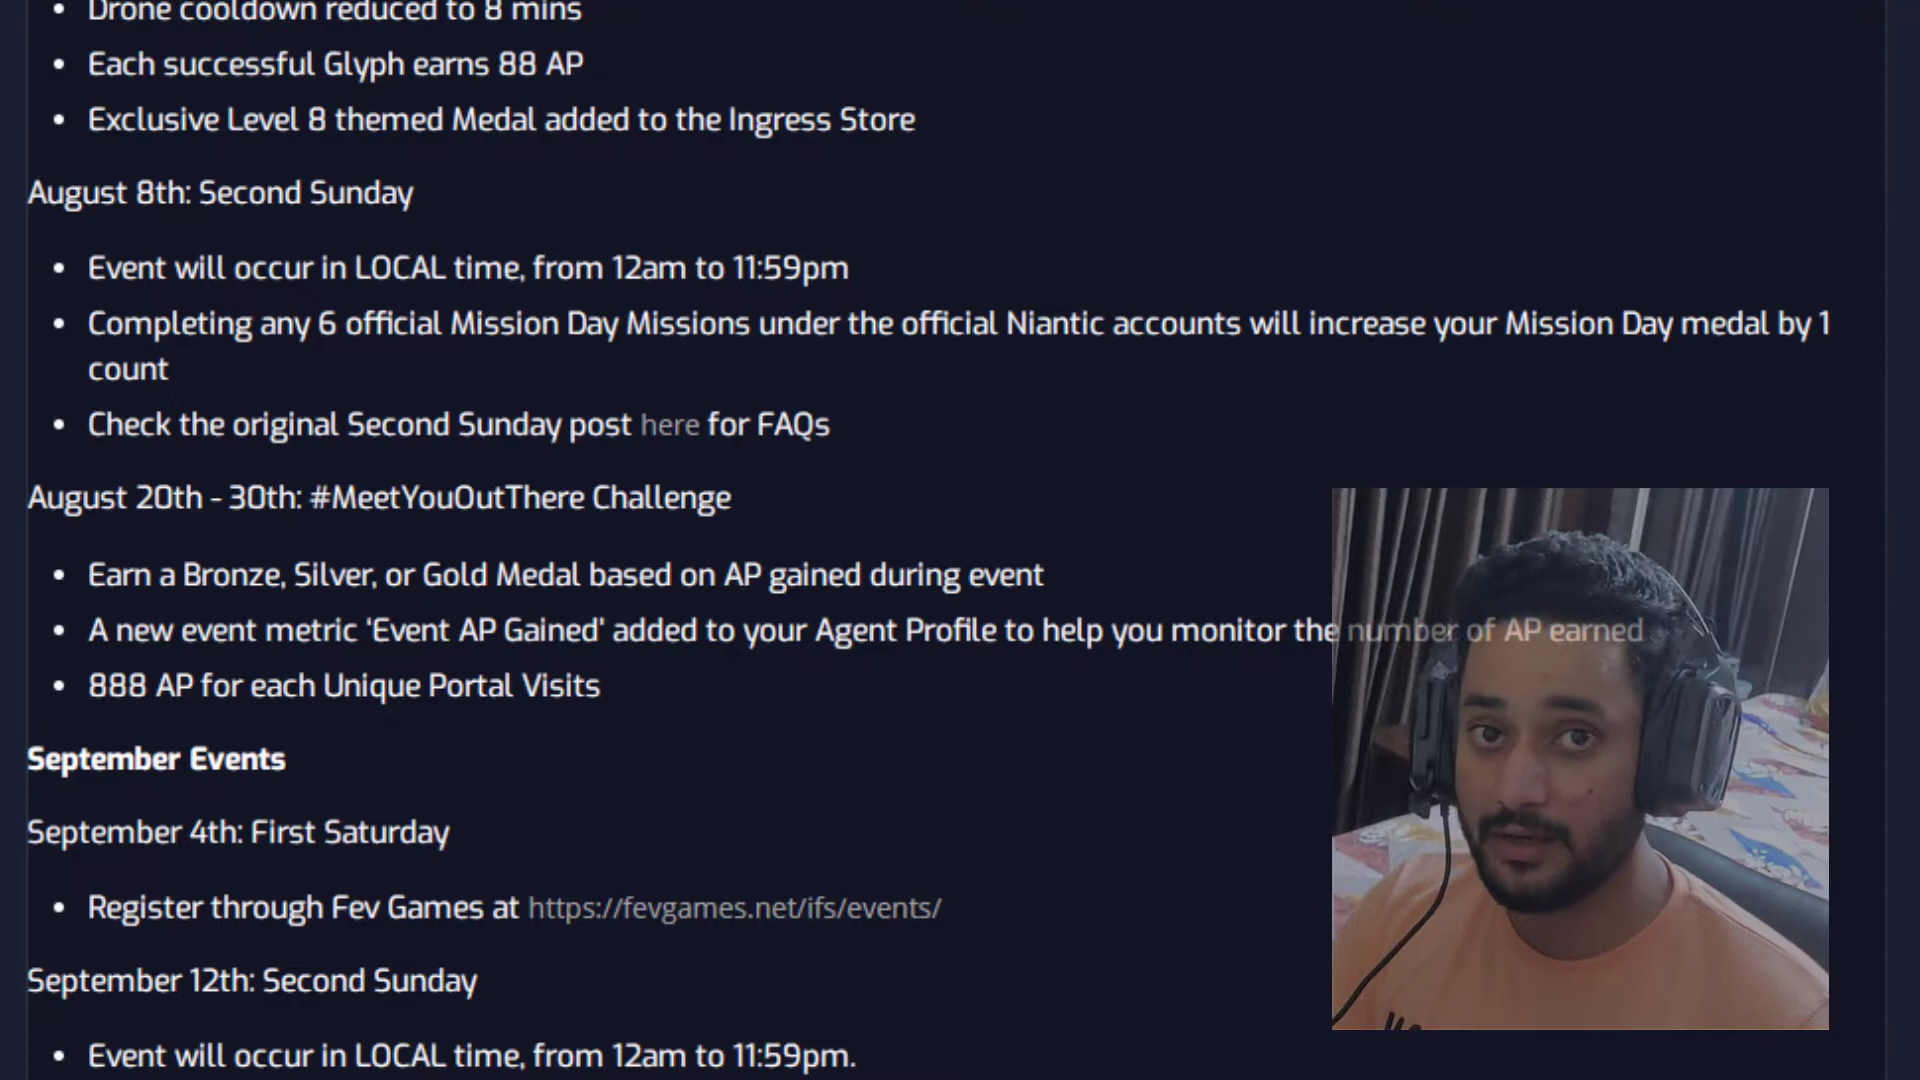 Drone cooldown reduced to 8 mins
Each successful Glyph earns 88 AP
Exclusive Level 8 themed Medal added to the Ingress Store
August 8th: Second Sunday
Event will occur in LOCAL time, from 12am to 11:59pm
Completing any 6 official Mission Day Missions under the official Niantic accounts will increase your Mission Day medal by 1
count
Check the original Second Sunday post here for FAQs
August 20th - 30th: #MeetYouOutThere Challenge
Earn a Bronze, Silver, or Gold Medal based on AP gained during event
A new event metric ‘Event AP Gained’ added to your Agent Profile to help you monitor the number of AP earned
888 AP for each Unique Portal Visits
September Events
September 4th: First Saturday
Register through Fev Games at https://fevgames.net/ifs/events/
September 12th: Second Sunday
Event will occur in LOCAL time, from 12am to 11:59pm.